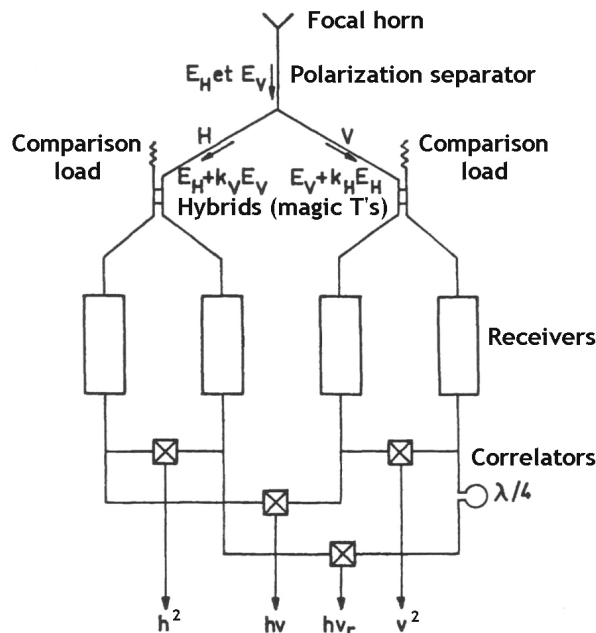 Focal horn
E_H et E_V Polarization separator
H V
Comparison load
Comparison load
E_H+k_VE_V E_V+k_HE_H
Hybrids (magic T's)
Receivers
Correlators
λ/4
h² hv hv_r v²